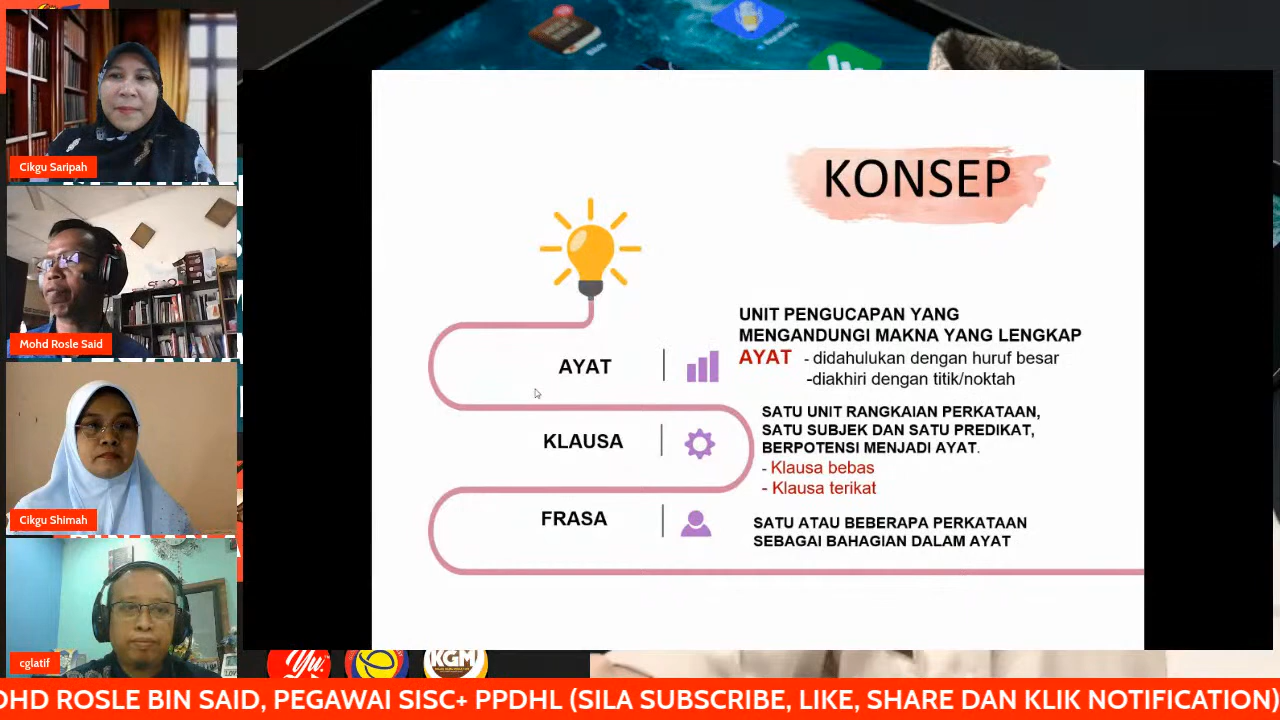 Cikgu Saripah
Mohd Rosle Said
Cikgu Shimah
cglatif
KONSEP
AYAT
UNIT PENGUCAPAN YANG
MENGANDUNGI MAKNA YANG LENGKAP
AYAT - didahulukan dengan huruf besar
-diakhiri dengan titik/noktah
KLAUSA
SATU UNIT RANGKAIAN PERKATAAN,
SATU SUBJEK DAN SATU PREDIKAT,
BERPOTENSI MENJADI AYAT.
- Klausa bebas
- Klausa terikat
FRASA
SATU ATAU BEBERAPA PERKATAAN
SEBAGAI BAHAGIAN DALAM AYAT
Yu.
KGM
OHD ROSLE BIN SAID, PEGAWAI SISC+ PPDHL (SILA SUBSCRIBE, LIKE, SHARE DAN KLIK NOTIFICATION)